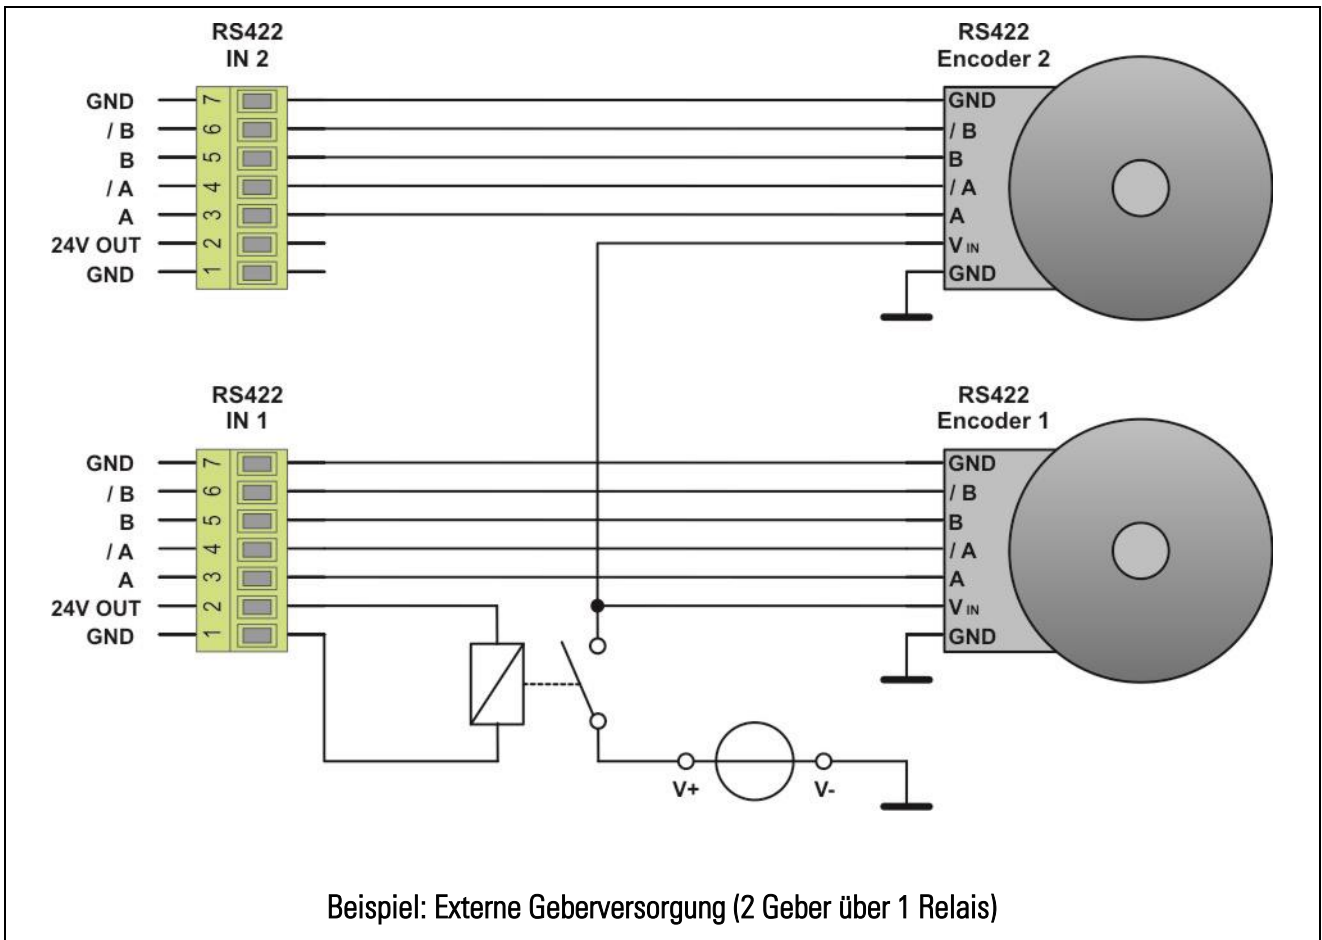 RS422
IN 2
RS422
Encoder 2
GND 7 GND
/ B 6 / B
B 5 B
/ A 4 / A
A 3 A
24V OUT 2 V IN
GND 1 GND
RS422
IN 1
RS422
Encoder 1
GND 7 GND
/ B 6 / B
B 5 B
/ A 4 / A
A 3 A
24V OUT 2 V IN
GND 1 GND
V+ V-
Beispiel: Externe Geberversorgung (2 Geber über 1 Relais)